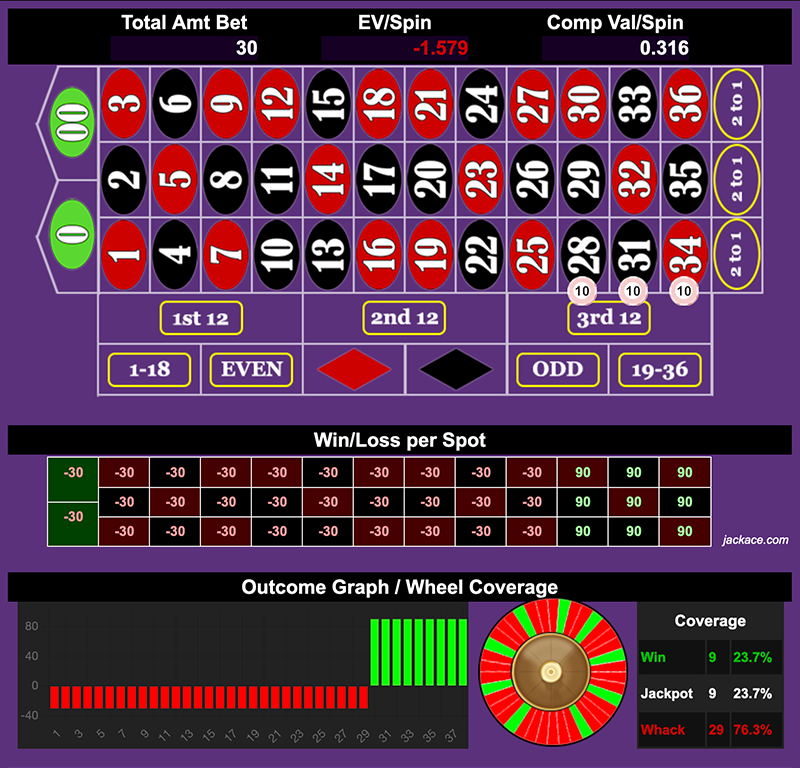 Total Amt Bet EV/Spin Comp Val/Spin
30 -1.579 0.316
00 3 6 9 12 15 18 21 24 27 30 33 36 2 to 1
2 5 8 11 14 17 20 23 26 29 32 35 2 to 1
0 1 4 7 10 13 16 19 22 25 28 31 34 2 to 1
10 10 10
1st 12 2nd 12 3rd 12
1-18 EVEN ODD 19-36
Win/Loss per Spot
-30 -30 -30 -30 -30 -30 -30 -30 -30 -30 90 90 90
-30 -30 -30 -30 -30 -30 -30 -30 -30 90 90 90
-30 -30 -30 -30 -30 -30 -30 -30 -30 -30 90 90 90
jackace.com
Outcome Graph / Wheel Coverage
80
40
0
-40
1 3 5 7 9 11 13 15 17 19 21 23 25 27 29 31 33 35 37
Coverage
Win 9 23.7%
Jackpot 9 23.7%
Whack 29 76.3%